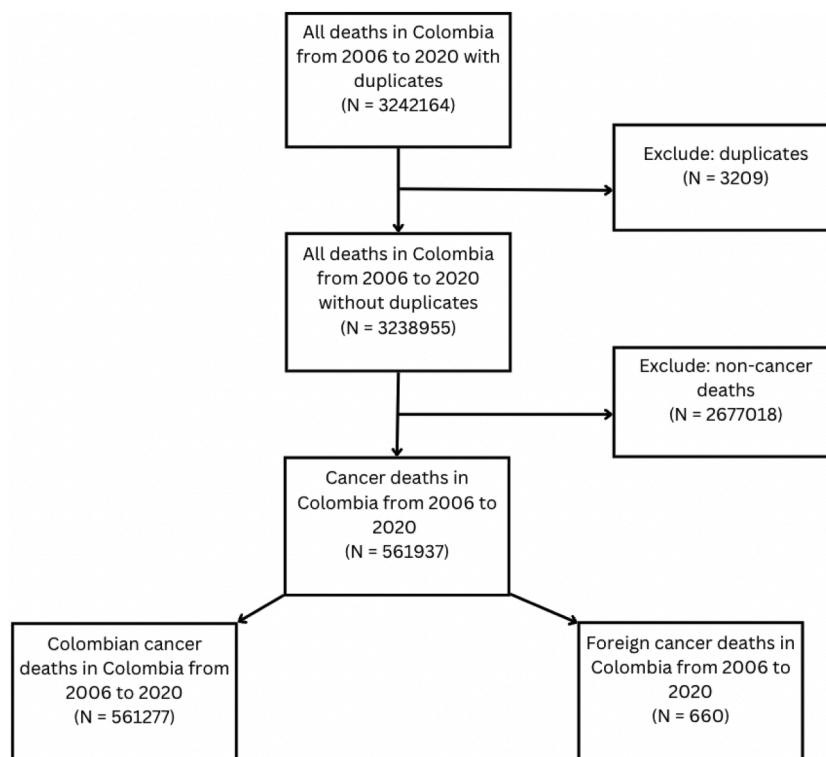 All deaths in Colombia
from 2006 to 2020 with
duplicates
(N = 3242164)
Exclude: duplicates
(N = 3209)
All deaths in Colombia
from 2006 to 2020
without duplicates
(N = 3238955)
Exclude: non-cancer
deaths
(N = 2677018)
Cancer deaths in
Colombia from 2006 to
2020
(N = 561937)
Colombian cancer
deaths in Colombia from
2006 to 2020
(N = 561277)
Foreign cancer deaths in
Colombia from 2006 to
2020
(N = 660)